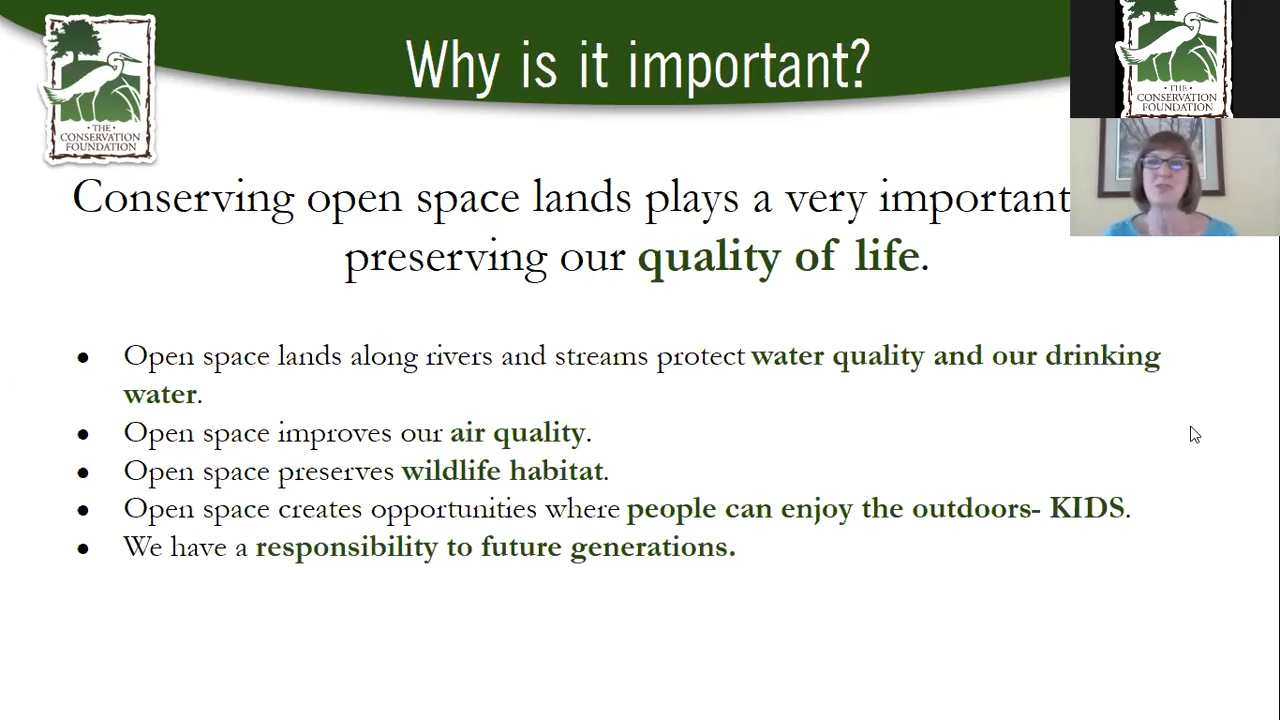 Why is it important?
· THE ·
CONSERVATION
FOUNDATION
· THE ·
CONSERVATION
FOUNDATION
Conserving open space lands plays a very important
preserving our quality of life.
● Open space lands along rivers and streams protect water quality and our drinking
water.
● Open space improves our air quality.
● Open space preserves wildlife habitat.
● Open space creates opportunities where people can enjoy the outdoors- KIDS.
● We have a responsibility to future generations.